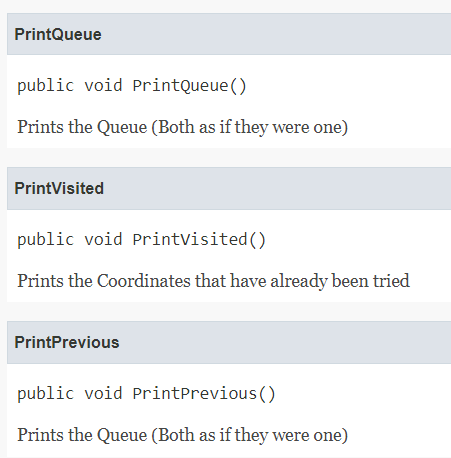 PrintQueue
public void PrintQueue()
Prints the Queue (Both as if they were one)
PrintVisited
public void PrintVisited()
Prints the Coordinates that have already been tried
PrintPrevious
public void PrintPrevious()
Prints the Queue (Both as if they were one)